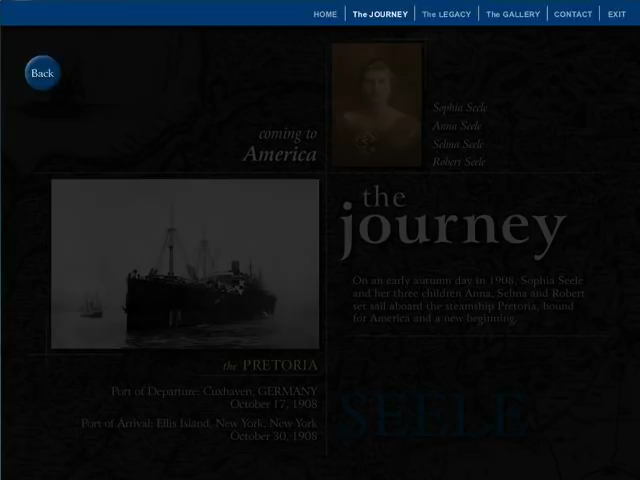 HOME The JOURNEY The LEGACY The GALLERY CONTACT EXIT
Back
coming to
America
Sophia Seele
Anna Seele
Selma Seele
Robert Seele
the
journey
On an early autumn day in 1908, Sophia Seele
and her three children Anna, Selma and Robert
set sail aboard the steamship Pretoria, bound
for America and a new beginning.
the PRETORIA
Port of Departure: Cuxhaven, GERMANY
October 17, 1908
Port of Arrival: Ellis Island, New York, New York
October 30, 1908
SEELE